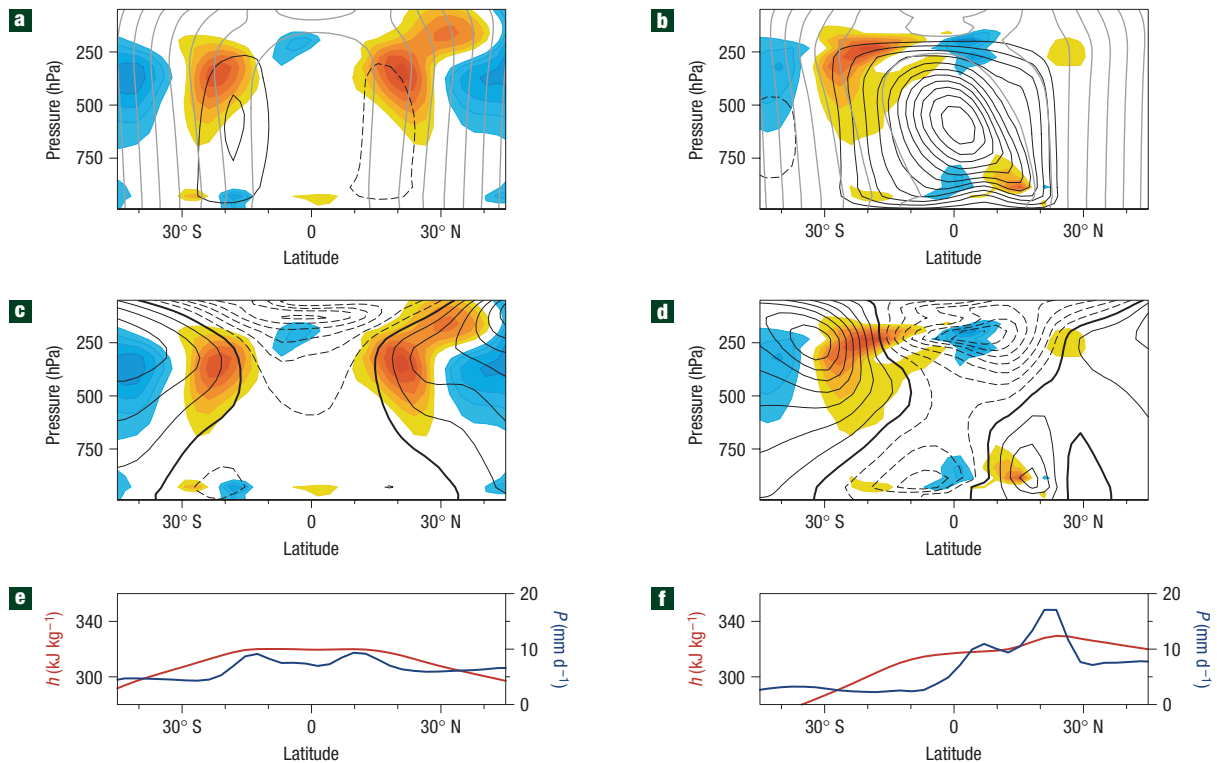 a
Pressure (hPa)
250
500
750
30° S
0
30° N
Latitude
b
Pressure (hPa)
250
500
750
30° S
0
30° N
Latitude
c
Pressure (hPa)
250
500
750
30° S
0
30° N
Latitude
d
Pressure (hPa)
250
500
750
30° S
0
30° N
Latitude
e
h (kJ kg⁻¹)
340
300
20
10
0
P (mm d⁻¹)
30° S
0
30° N
Latitude
f
h (kJ kg⁻¹)
340
300
20
10
0
P (mm d⁻¹)
30° S
0
30° N
Latitude